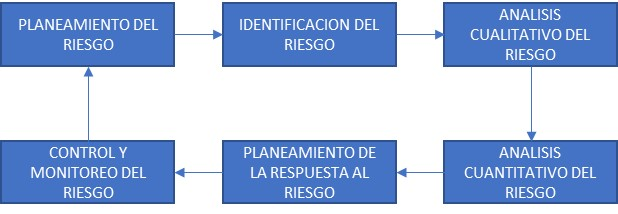 PLANEAMIENTO DEL
RIESGO
IDENTIFICACION DEL
RIESGO
ANALISIS
CUALITATIVO DEL
RIESGO
ANALISIS
CUANTITATIVO DEL
RIESGO
PLANEAMIENTO DE
LA RESPUESTA AL
RIESGO
CONTROL Y
MONITOREO DEL
RIESGO